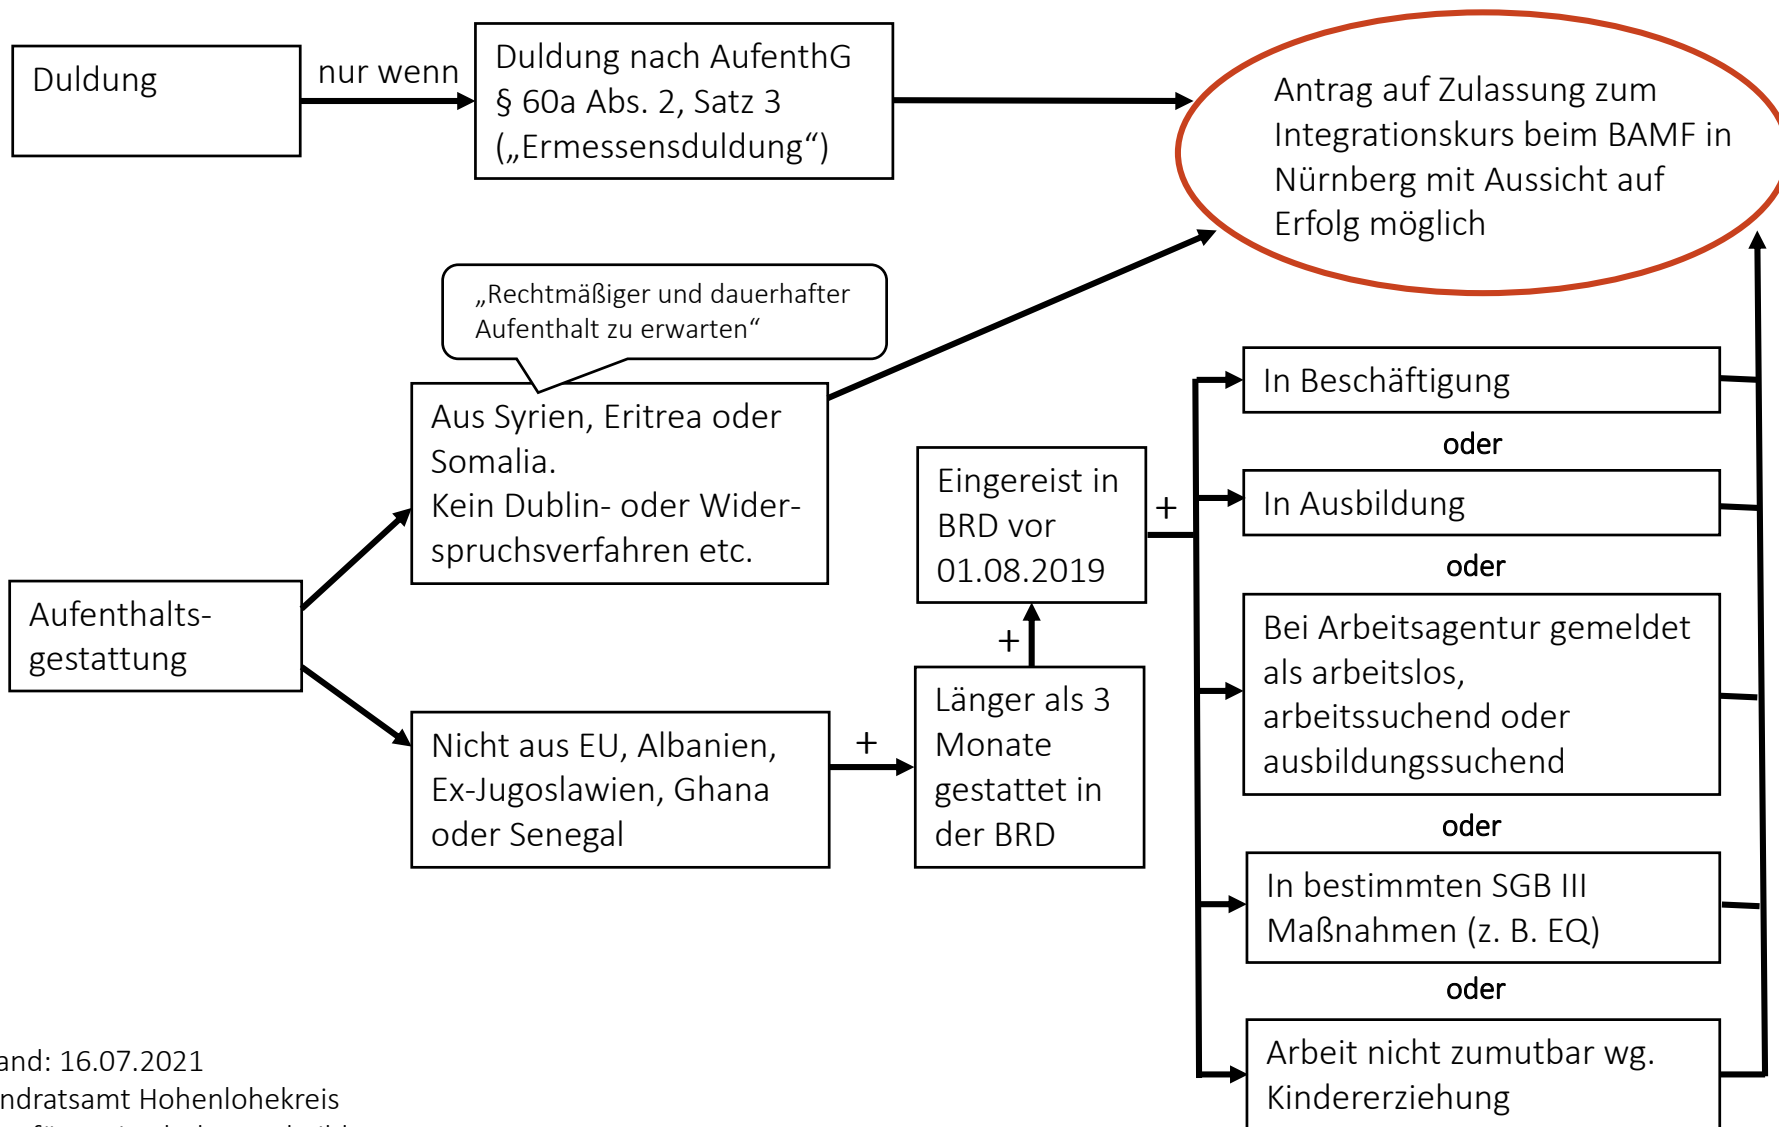 Duldung
nur wenn
Duldung nach AufenthG
§ 60a Abs. 2, Satz 3
(„Ermessensduldung“)
Antrag auf Zulassung zum
Integrationskurs beim BAMF in
Nürnberg mit Aussicht auf
Erfolg möglich
„Rechtmäßiger und dauerhafter
Aufenthalt zu erwarten“
Aus Syrien, Eritrea oder
Somalia.
Kein Dublin- oder Wider-
spruchsverfahren etc.
Aufenthalts-
gestattung
Nicht aus EU, Albanien,
Ex-Jugoslawien, Ghana
oder Senegal
+
Länger als 3
Monate
gestattet in
der BRD
+
Eingereist in
BRD vor
01.08.2019
+
In Beschäftigung
oder
In Ausbildung
oder
Bei Arbeitsagentur gemeldet
als arbeitslos,
arbeitssuchend oder
ausbildungssuchend
oder
In bestimmten SGB III
Maßnahmen (z. B. EQ)
oder
Arbeit nicht zumutbar wg.
Kindererziehung
and: 16.07.2021
ndratsamt Hohenlohekreis